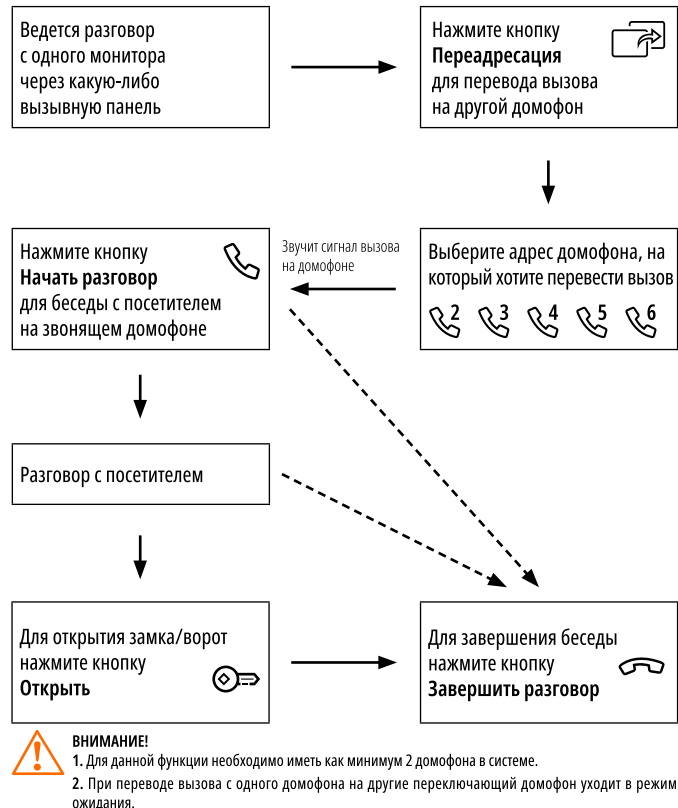 Ведется разговор
с одного монитора
через какую-либо
вызывную панель
Нажмите кнопку
Переадресация
для перевода вызова
на другой домофон
Звучит сигнал вызова
на домофоне
Выберите адрес домофона, на
который хотите перевести вызов
2 3 4 5 6
Нажмите кнопку
Начать разговор
для беседы с посетителем
на звонящем домофоне
Разговор с посетителем
Для открытия замка/ворот
нажмите кнопку
Открыть
Для завершения беседы
нажмите кнопку
Завершить разговор
ВНИМАНИЕ!
1. Для данной функции необходимо иметь как минимум 2 домофона в системе.
2. При переводе вызова с одного домофона на другие переключающий домофон уходит в режим
ожидания.